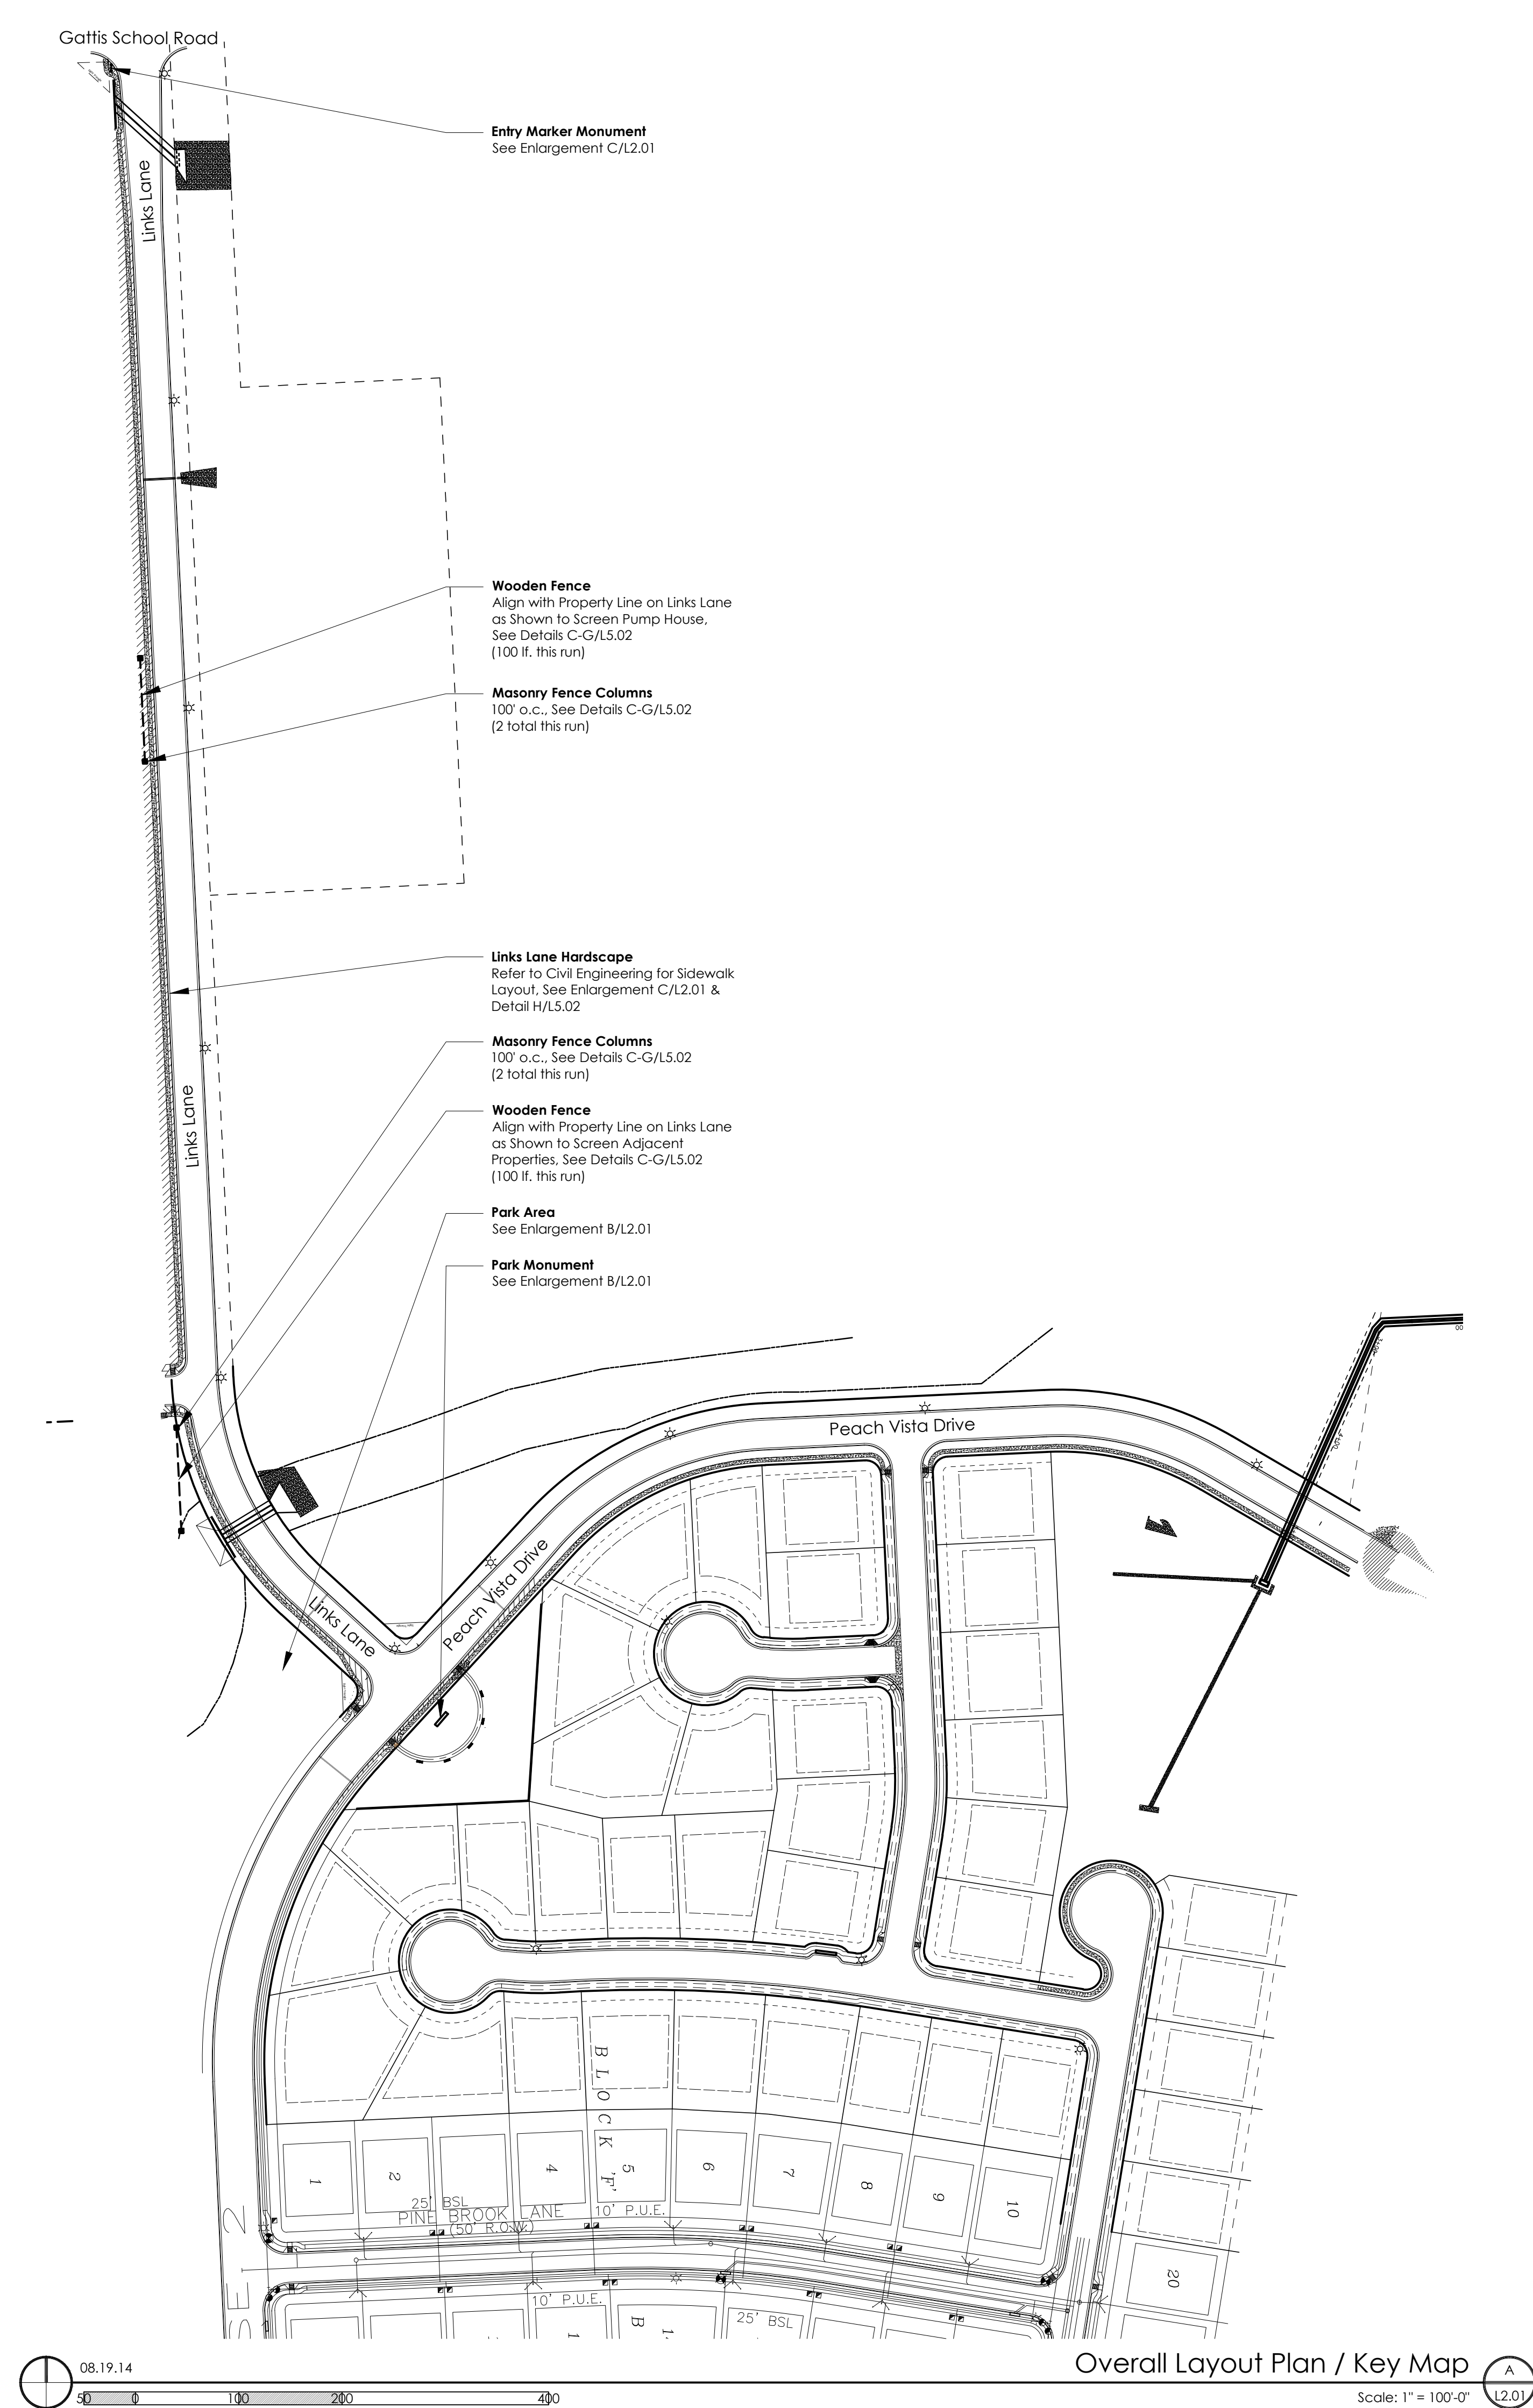 Gattis School Road
Entry Marker Monument
See Enlargement C/L2.01
Links Lane
Wooden Fence
Align with Property Line on Links Lane
as Shown to Screen Pump House,
See Details C-G/L5.02
(100 lf. this run)
Masonry Fence Columns
100' o.c., See Details C-G/L5.02
(2 total this run)
Links Lane Hardscape
Refer to Civil Engineering for Sidewalk
Layout, See Enlargement C/L2.01 &
Detail H/L5.02
Masonry Fence Columns
100' o.c., See Details C-G/L5.02
(2 total this run)
Links Lane
Wooden Fence
Align with Property Line on Links Lane
as Shown to Screen Adjacent
Properties, See Details C-G/L5.02
(100 lf. this run)
Park Area
See Enlargement B/L2.01
Park Monument
See Enlargement B/L2.01
Peach Vista Drive
Peach Vista Drive
Links Lane
BLOCK 'F'
1
2
4
5
6
7
8
9
10
25' BSL
PINE BROOK LANE
10' P.U.E.
(50' R.O.W.)
SE 2
20
10' P.U.E.
B
25' BSL
Overall Layout Plan / Key Map
08.19.14
A
L2.01
50 0 100 200 400
Scale: 1" = 100'-0"